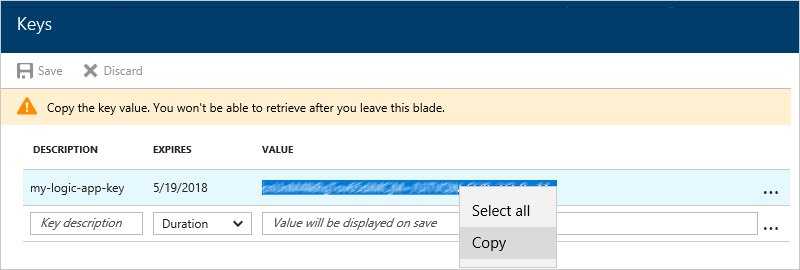 Keys
Save Discard
Copy the key value. You won't be able to retrieve after you leave this blade.
DESCRIPTION EXPIRES VALUE
my-logic-app-key 5/19/2018 ...
Select all
Key description Duration Value will be displayed on save ...
Copy